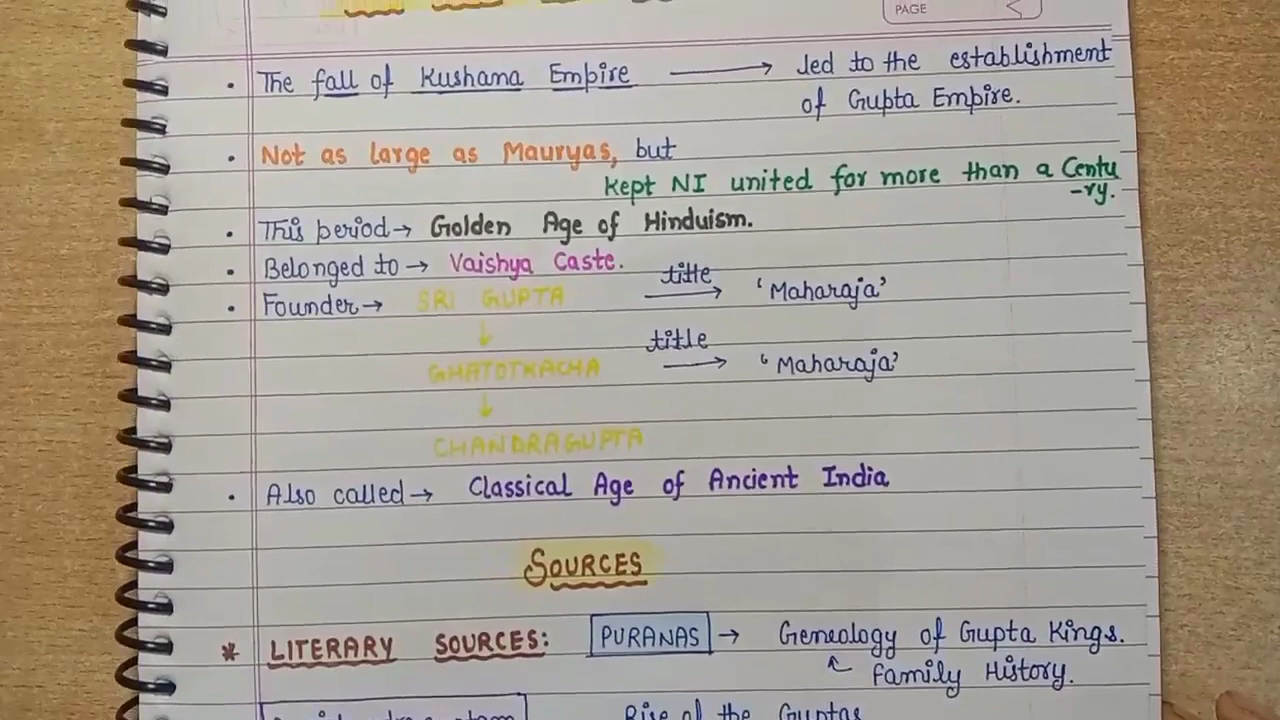 PAGE
• The fall of Kushana Empire → led to the establishment
of Gupta Empire.
• Not as large as Mauryas, but
kept NI united for more than a Centu
-ry.
• This period → Golden Age of Hinduism.
• Belonged to → Vaishya Caste.
• Founder → SRI GUPTA title → 'Maharaja'
↓
GHATOTKACHA title → 'Maharaja'
↓
CHANDRAGUPTA
• Also called → Classical Age of Ancient India
SOURCES
* LITERARY SOURCES: PURANAS → Geneology of Gupta Kings.
family History.
Rise of the Guptas